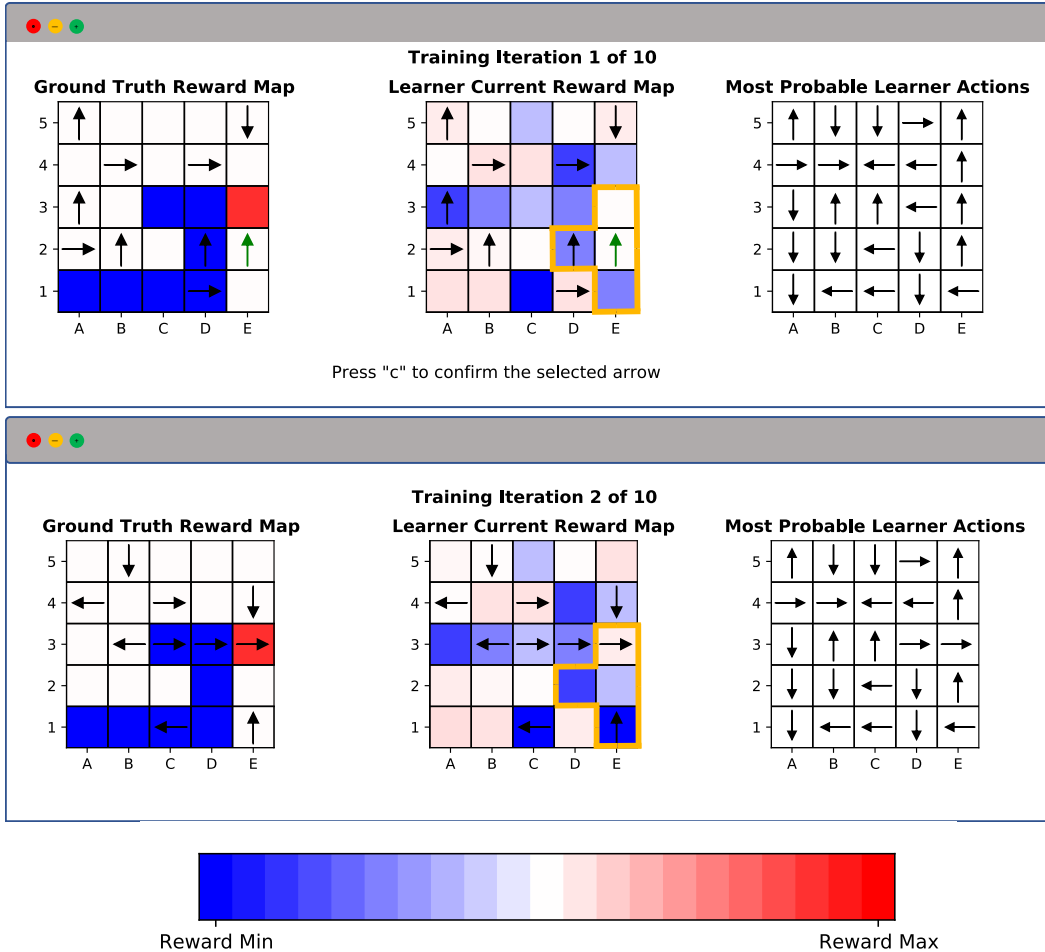 Training Iteration 1 of 10
Ground Truth Reward Map
Learner Current Reward Map
Most Probable Learner Actions
5
4
3
2
1
A B C D E
5
4
3
2
1
A B C D E
5
4
3
2
1
A B C D E
Press "c" to confirm the selected arrow
Training Iteration 2 of 10
Ground Truth Reward Map
Learner Current Reward Map
Most Probable Learner Actions
5
4
3
2
1
A B C D E
5
4
3
2
1
A B C D E
5
4
3
2
1
A B C D E
Reward Min
Reward Max